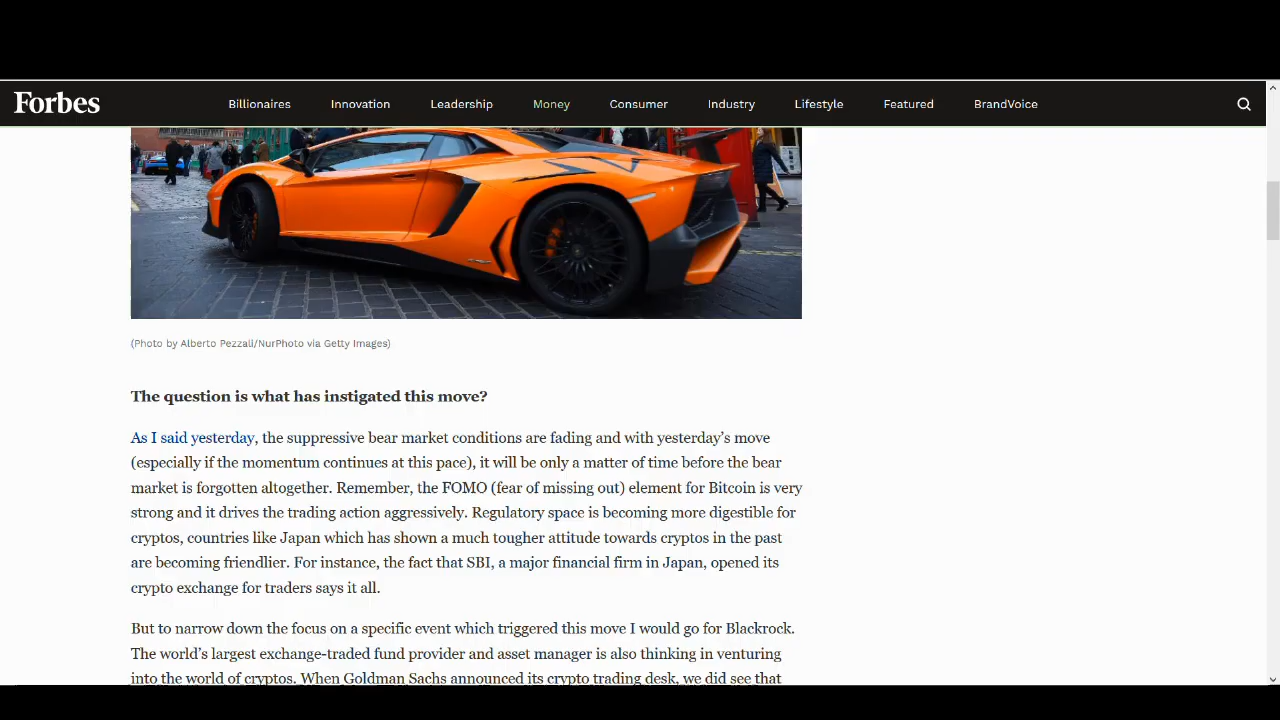 Forbes
Billionaires
Innovation
Leadership
Money
Consumer
Industry
Lifestyle
Featured
BrandVoice
(Photo by Alberto Pezzali/NurPhoto via Getty Images)
The question is what has instigated this move?
As I said yesterday, the suppressive bear market conditions are fading and with yesterday's move
(especially if the momentum continues at this pace), it will be only a matter of time before the bear
market is forgotten altogether. Remember, the FOMO (fear of missing out) element for Bitcoin is very
strong and it drives the trading action aggressively. Regulatory space is becoming more digestible for
cryptos, countries like Japan which has shown a much tougher attitude towards cryptos in the past
are becoming friendlier. For instance, the fact that SBI, a major financial firm in Japan, opened its
crypto exchange for traders says it all.
But to narrow down the focus on a specific event which triggered this move I would go for Blackrock.
The world's largest exchange-traded fund provider and asset manager is also thinking in venturing
into the world of cryptos. When Goldman Sachs announced its crypto trading desk, we did see that